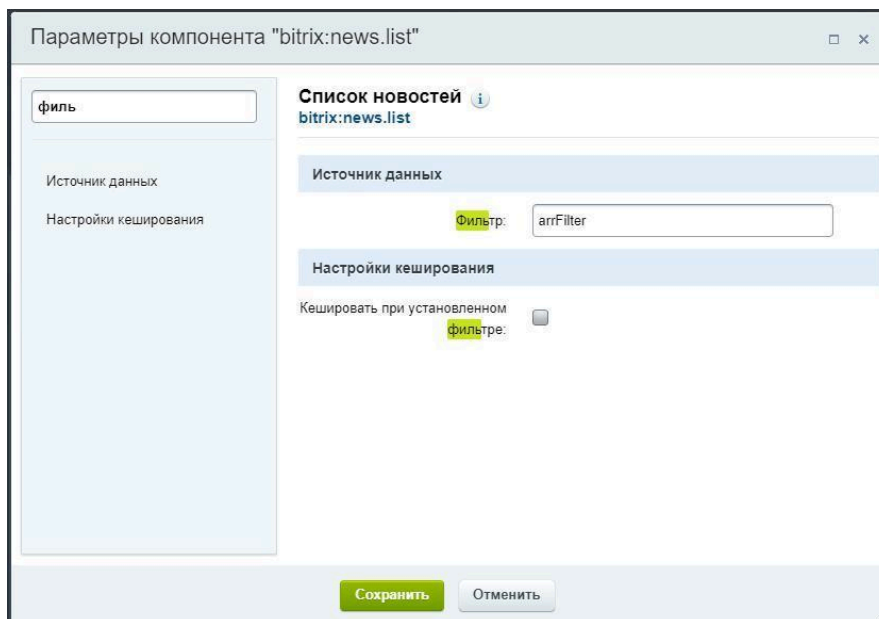 Параметры компонента "bitrix:news.list"
филь
Источник данных
Настройки кеширования
Список новостей i
bitrix:news.list
Источник данных
Фильтр: arrFilter
Настройки кеширования
Кешировать при установленном
фильтре:
Сохранить Отменить